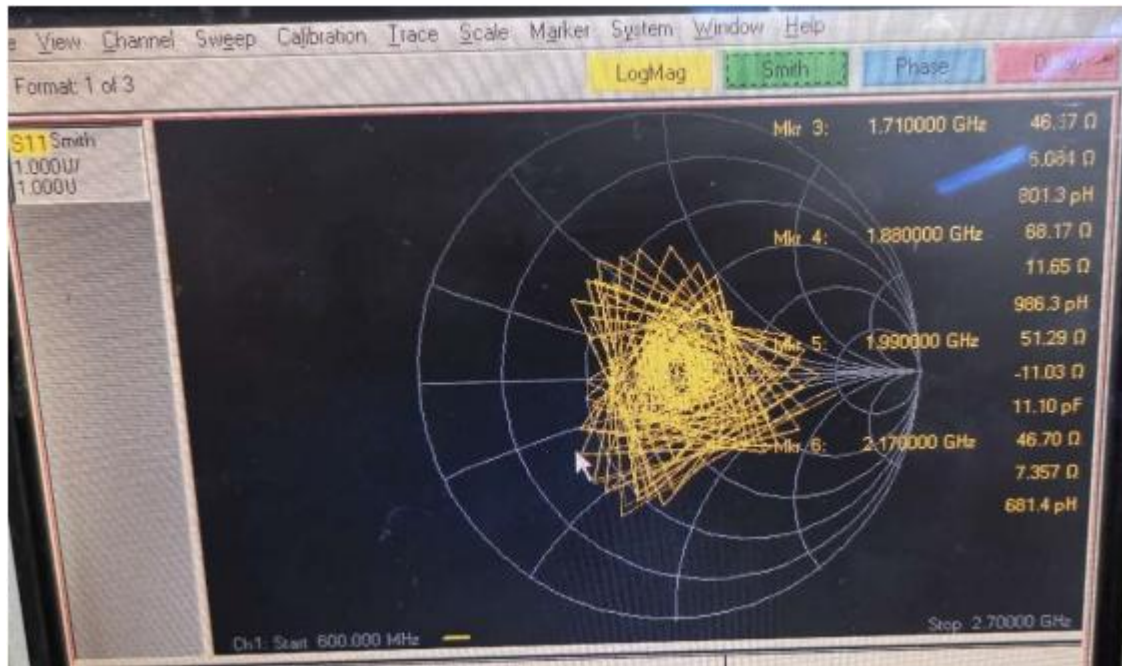 e View Channel Sweep Calibration Trace Scale Marker System Window Help
Format: 1 of 3
LogMag Smith Phase
S11 Smith
1.000U/
1.000U
Mkr 3: 1.710000 GHz 46.37 Ω
5.084 Ω
801.3 pH
Mkr 4: 1.880000 GHz 68.17 Ω
11.65 Ω
986.3 pH
Mkr 5: 1.990000 GHz 51.29 Ω
-11.03 Ω
11.10 pF
Mkr 6: 2.170000 GHz 46.70 Ω
7.357 Ω
681.4 pH
Ch1: Start 600.000 MHz
Stop 2.70000 GHz